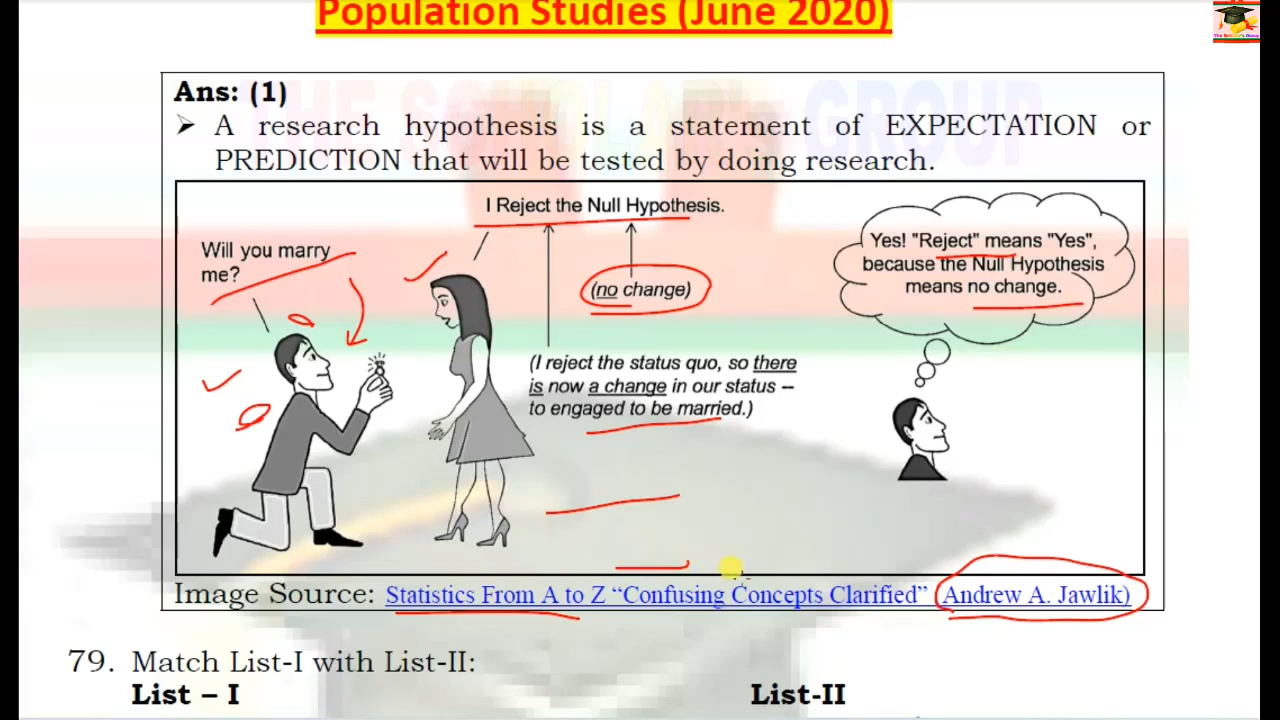 Population Studies (June 2020)
Ans: (1)
➤ A research hypothesis is a statement of EXPECTATION or
PREDICTION that will be tested by doing research.
I Reject the Null Hypothesis.
Will you marry
me?
(no change)
Yes! "Reject" means "Yes",
because the Null Hypothesis
means no change.
(I reject the status quo, so there
is now a change in our status --
to engaged to be married.)
Image Source: Statistics From A to Z “Confusing Concepts Clarified” (Andrew A. Jawlik)
79. Match List-I with List-II:
List – I List-II
THE SCHOLAR'S GROUP